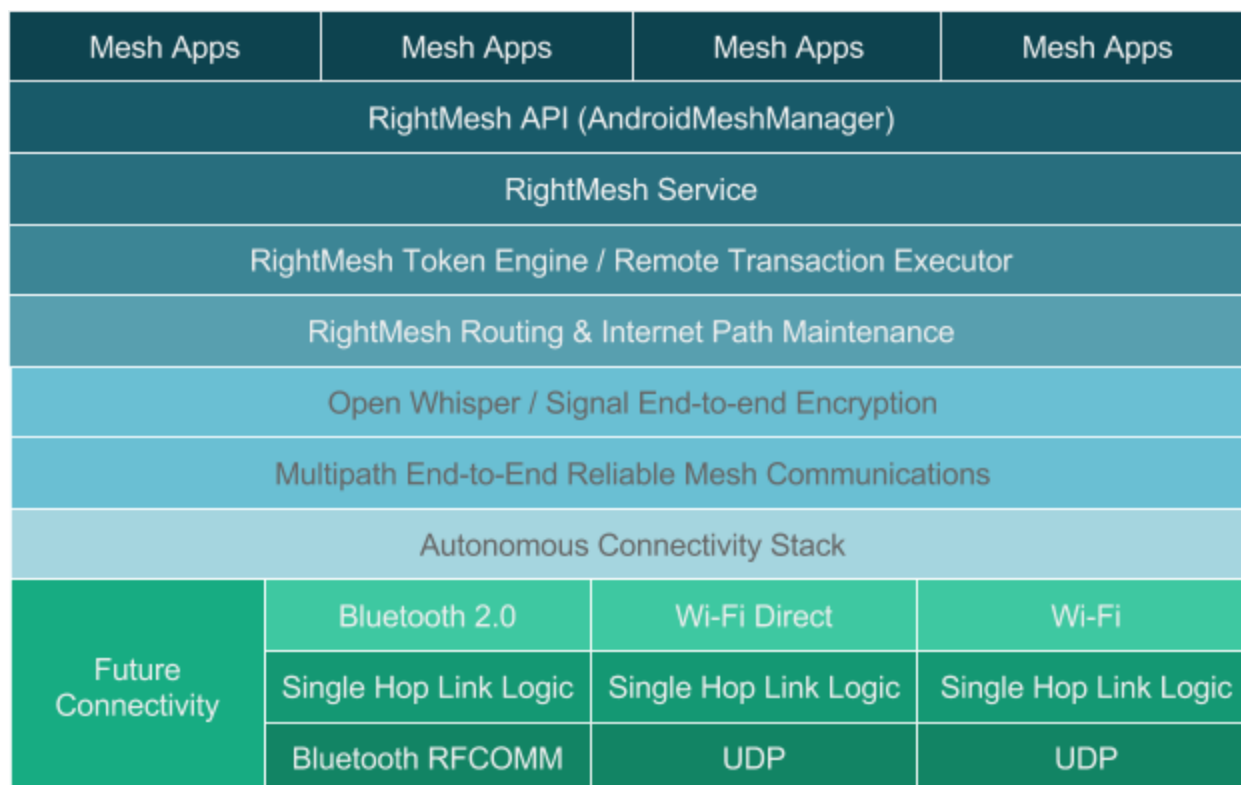 Mesh Apps Mesh Apps Mesh Apps Mesh Apps
RightMesh API (AndroidMeshManager)
RightMesh Service
RightMesh Token Engine / Remote Transaction Executor
RightMesh Routing & Internet Path Maintenance
Open Whisper / Signal End-to-end Encryption
Multipath End-to-End Reliable Mesh Communications
Autonomous Connectivity Stack
Future
Connectivity
Bluetooth 2.0 Wi-Fi Direct Wi-Fi
Single Hop Link Logic Single Hop Link Logic Single Hop Link Logic
Bluetooth RFCOMM UDP UDP